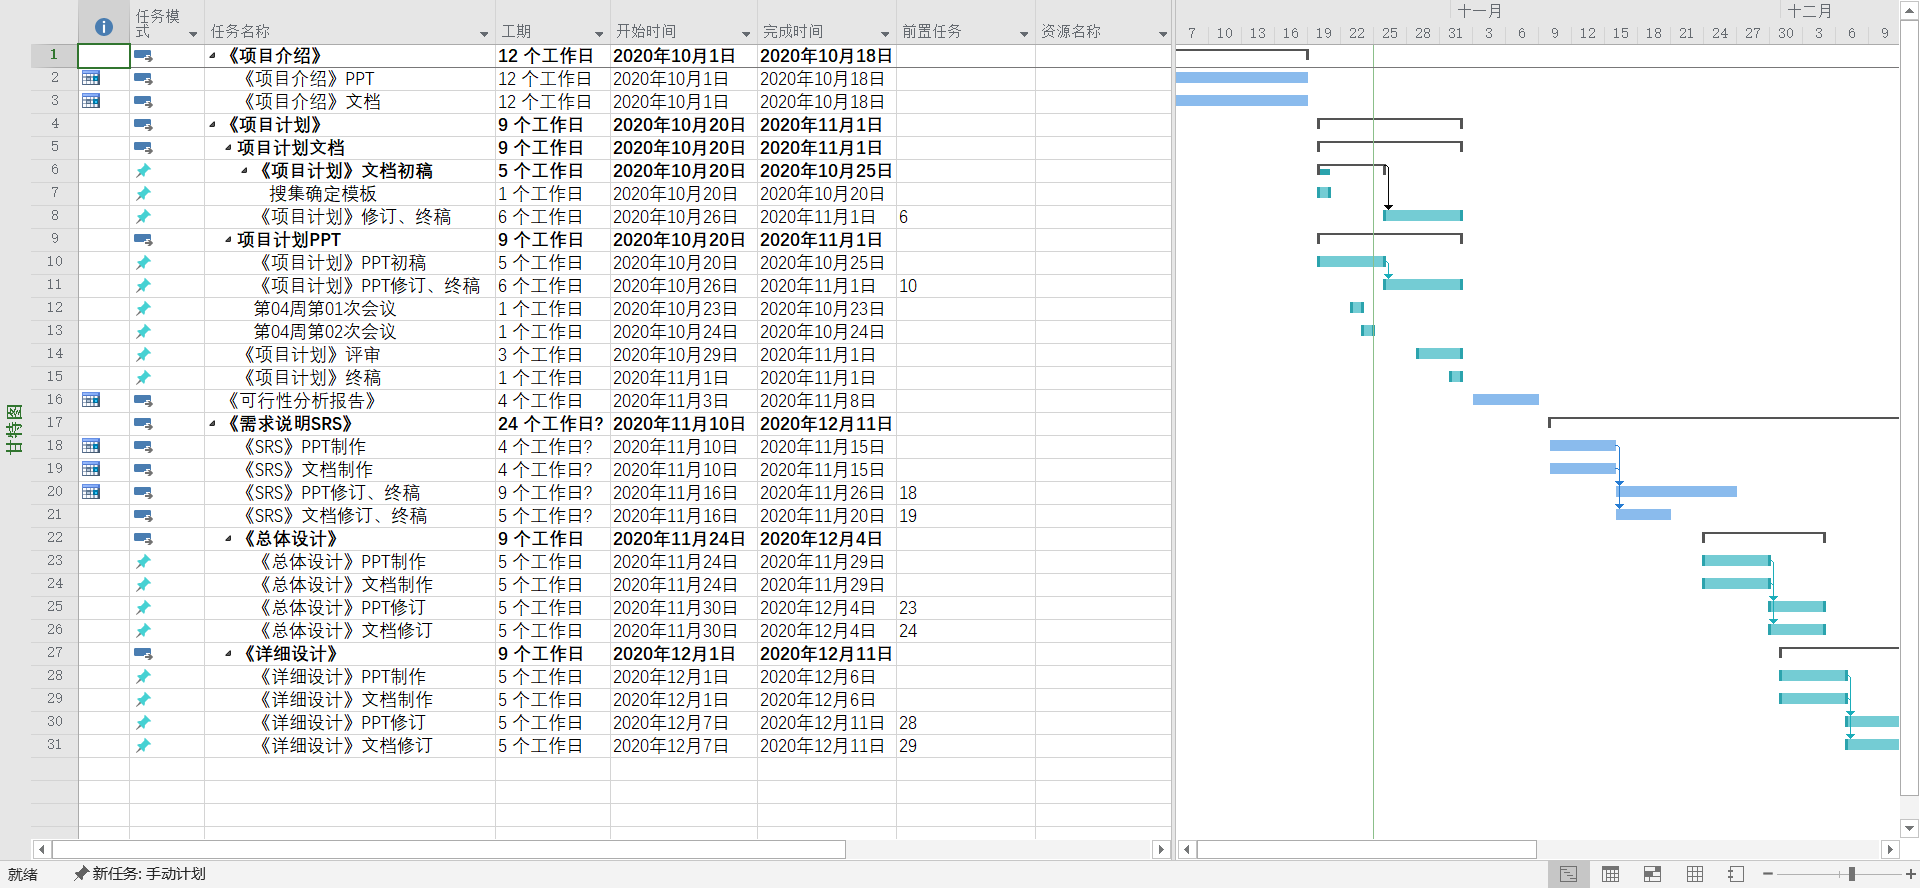 任务模式 任务名称 工期 开始时间 完成时间 前置任务 资源名称
十一月 十二月
7 10 13 16 19 22 25 28 31 3 6 9 12 15 18 21 24 27 30 3 6 9
1 《项目介绍》 12 个工作日 2020年10月1日 2020年10月18日
2 《项目介绍》PPT 12 个工作日 2020年10月1日 2020年10月18日
3 《项目介绍》文档 12 个工作日 2020年10月1日 2020年10月18日
4 《项目计划》 9 个工作日 2020年10月20日 2020年11月1日
5 项目计划文档 9 个工作日 2020年10月20日 2020年11月1日
6 《项目计划》文档初稿 5 个工作日 2020年10月20日 2020年10月25日
7 搜集确定模板 1 个工作日 2020年10月20日 2020年10月20日
8 《项目计划》修订、终稿 6 个工作日 2020年10月26日 2020年11月1日 6
9 项目计划PPT 9 个工作日 2020年10月20日 2020年11月1日
10 《项目计划》PPT初稿 5 个工作日 2020年10月20日 2020年10月25日
11 《项目计划》PPT修订、终稿 6 个工作日 2020年10月26日 2020年11月1日 10
12 第04周第01次会议 1 个工作日 2020年10月23日 2020年10月23日
13 第04周第02次会议 1 个工作日 2020年10月24日 2020年10月24日
14 《项目计划》评审 3 个工作日 2020年10月29日 2020年11月1日
15 《项目计划》终稿 1 个工作日 2020年11月1日 2020年11月1日
16 《可行性分析报告》 4 个工作日 2020年11月3日 2020年11月8日
17 《需求说明SRS》 24 个工作日? 2020年11月10日 2020年12月11日
18 《SRS》PPT制作 4 个工作日? 2020年11月10日 2020年11月15日
19 《SRS》文档制作 4 个工作日? 2020年11月10日 2020年11月15日
20 《SRS》PPT修订、终稿 9 个工作日? 2020年11月16日 2020年11月26日 18
21 《SRS》文档修订、终稿 5 个工作日? 2020年11月16日 2020年11月20日 19
22 《总体设计》 9 个工作日 2020年11月24日 2020年12月4日
23 《总体设计》PPT制作 5 个工作日 2020年11月24日 2020年11月29日
24 《总体设计》文档制作 5 个工作日 2020年11月24日 2020年11月29日
25 《总体设计》PPT修订 5 个工作日 2020年11月30日 2020年12月4日 23
26 《总体设计》文档修订 5 个工作日 2020年11月30日 2020年12月4日 24
27 《详细设计》 9 个工作日 2020年12月1日 2020年12月11日
28 《详细设计》PPT制作 5 个工作日 2020年12月1日 2020年12月6日
29 《详细设计》文档制作 5 个工作日 2020年12月1日 2020年12月6日
30 《详细设计》PPT修订 5 个工作日 2020年12月7日 2020年12月11日 28
31 《详细设计》文档修订 5 个工作日 2020年12月7日 2020年12月11日 29
甘特图
就绪 新任务: 手动计划